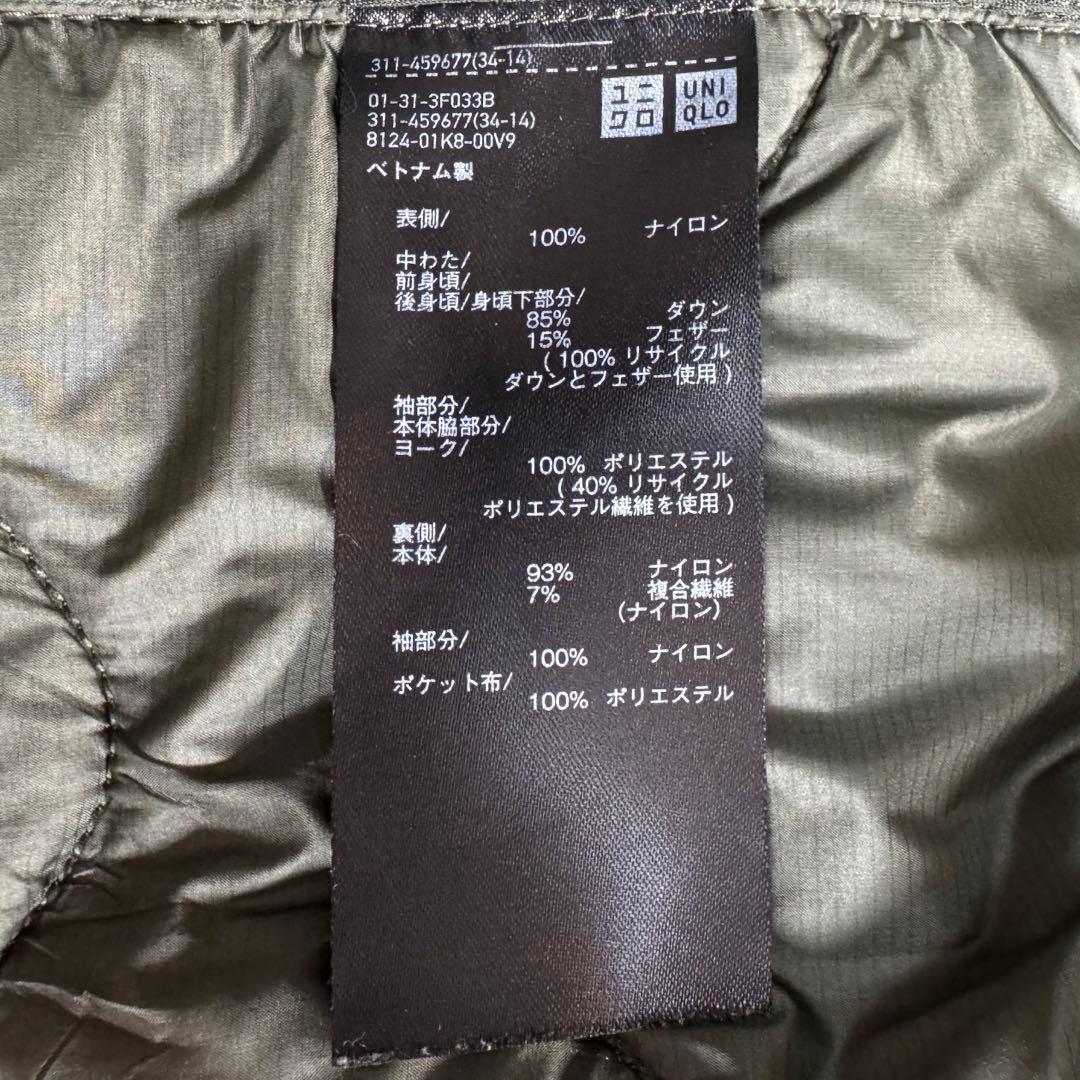 311-459677(34-14)
01-31-3F033B
311-459677(34-14)
8124-01K8-00V9
ユニクロ
UNI
QLO
ベトナム製
表側/
100% ナイロン
中わた/
前身頃/
後身頃/身頃下部分/
85% ダウン
15% フェザー
(100% リサイクル
ダウンとフェザー使用)
袖部分/
本体脇部分/
ヨーク/
100% ポリエステル
(40% リサイクル
ポリエステル繊維を使用)
裏側/
本体/
93% ナイロン
7% 複合繊維
(ナイロン)
袖部分/
100% ナイロン
ポケット布/
100% ポリエステル